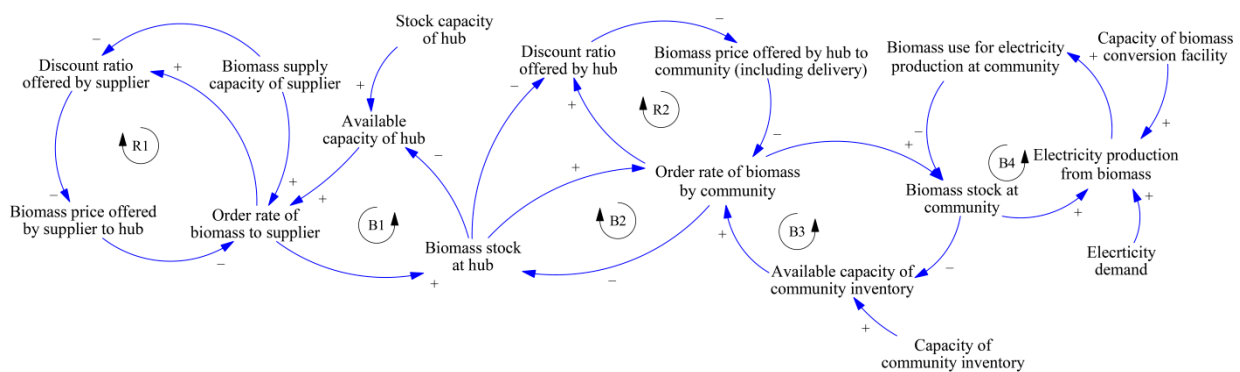 Stock capacity
of hub
Discount ratio
offered by supplier
Biomass supply
capacity of supplier
Discount ratio
offered by hub
Biomass price offered by hub to
community (including delivery)
Biomass use for electricity
production at community
Capacity of biomass
conversion facility
Available
capacity of hub
R1
R2
B4
Electricity production
from biomass
Order rate of biomass
by community
Biomass stock at
community
Biomass price offered
by supplier to hub
Order rate of
biomass to supplier
B1
B2
B3
Biomass stock
at hub
Available capacity of
community inventory
Elecrticity
demand
Capacity of
community inventory
−
+
+
−
−
+
+
−
+
−
+
−
+
−
+
−
+
−
+
−
+
+
+
+
+
−
+